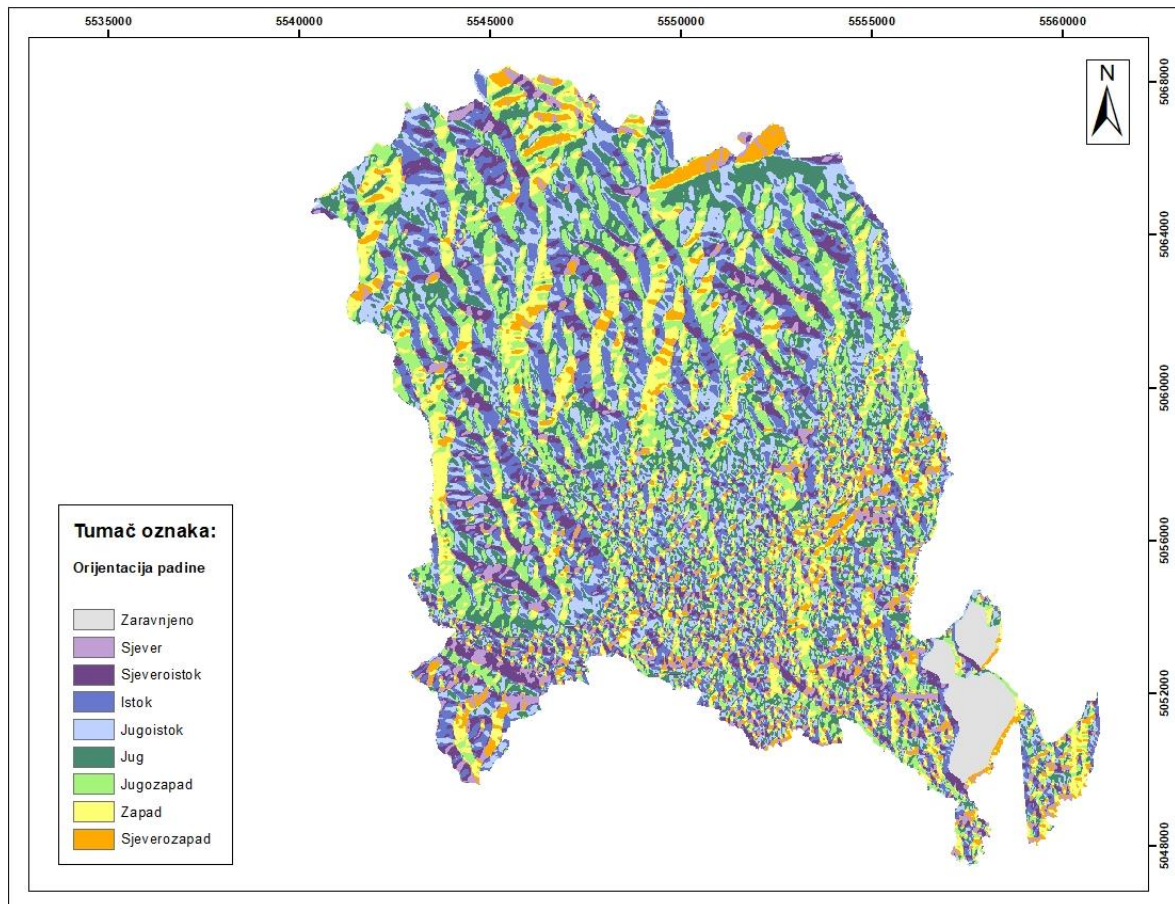 5535000 5540000 5545000 5550000 5555000 5560000
N
5068000
5064000
5060000
5056000
5052000
5048000
Tumač oznaka:
Orijentacija padine
Zaravnjeno
Sjever
Sjeveroistok
Istok
Jugoistok
Jug
Jugozapad
Zapad
Sjeverozapad